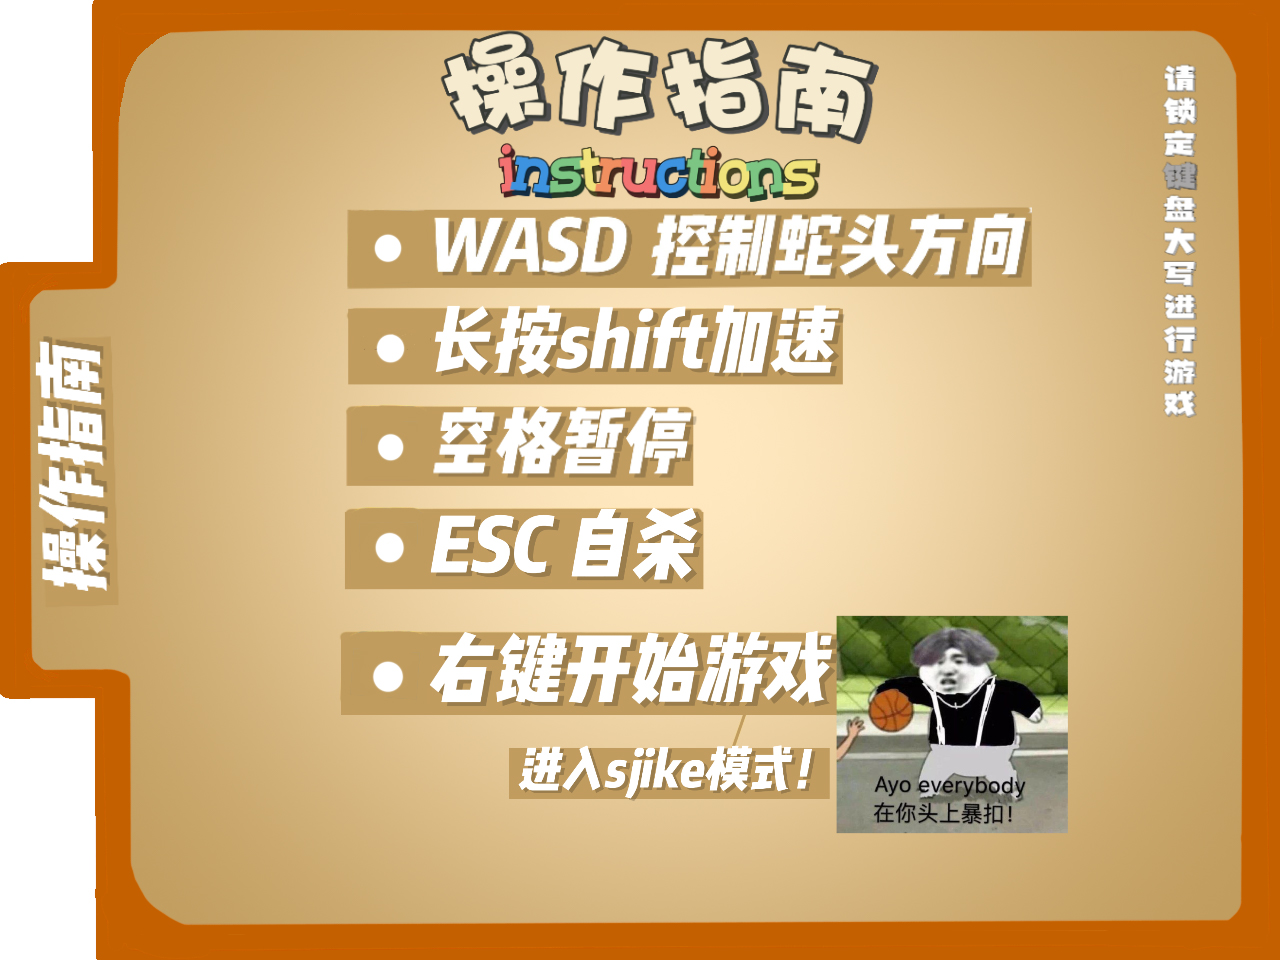 操作指南
instructions
WASD 控制蛇头方向
长按shift加速
空格暂停
ESC 自杀
右键开始游戏
进入sjike模式！
Ayo everybody
在你头上暴扣！
请锁定键盘大写进行游戏
操作指南